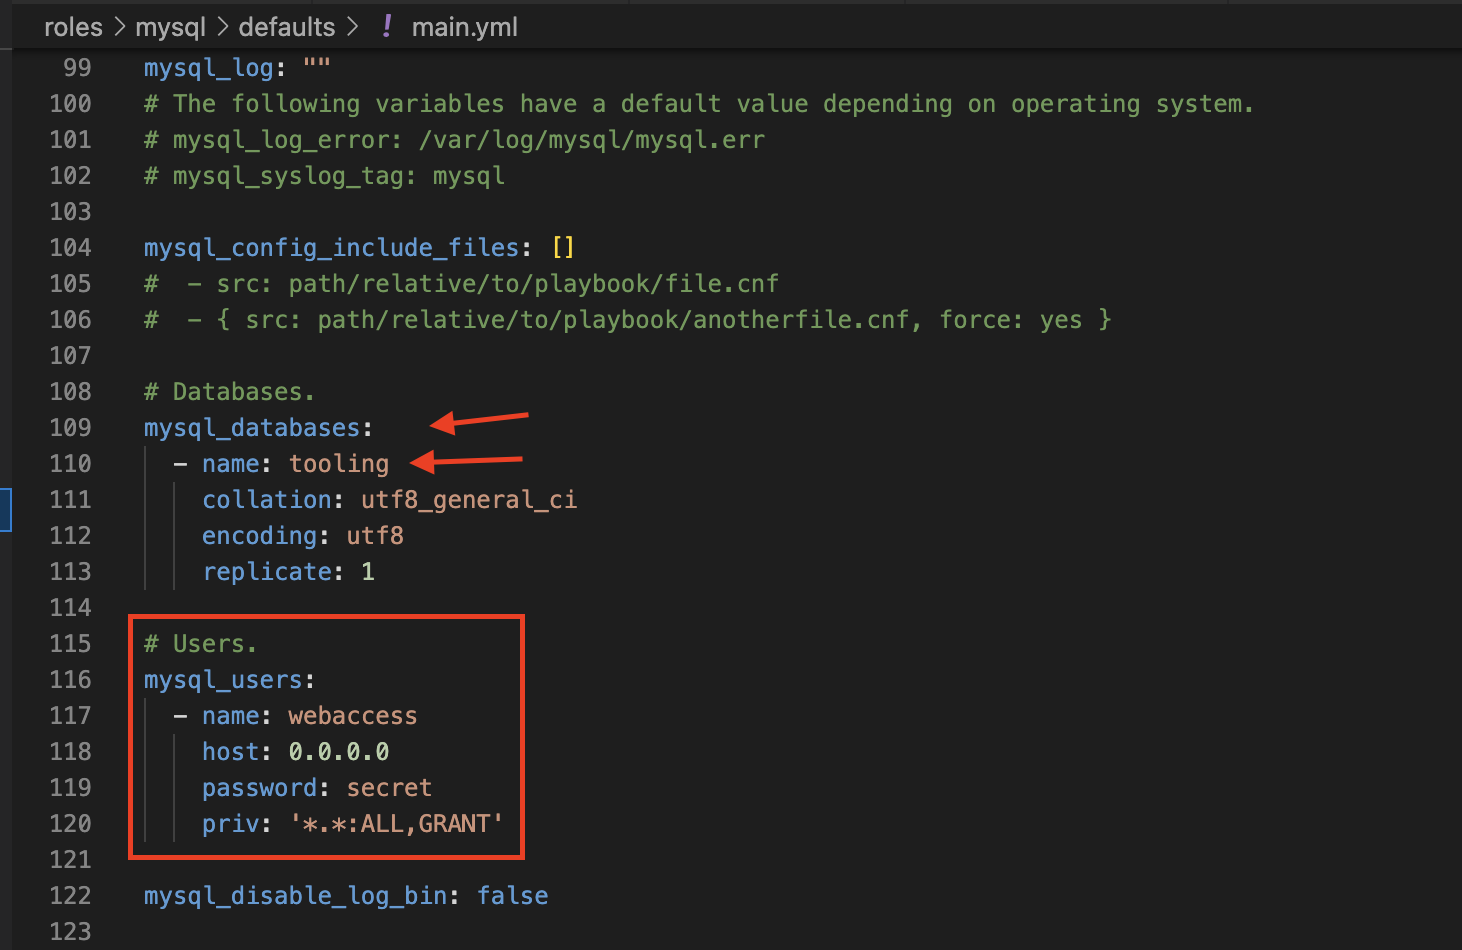 roles > mysql > defaults > ! main.yml
99 mysql_log: ""
100 # The following variables have a default value depending on operating system.
101 # mysql_log_error: /var/log/mysql/mysql.err
102 # mysql_syslog_tag: mysql
103
104 mysql_config_include_files: []
105 #  - src: path/relative/to/playbook/file.cnf
106 #  - { src: path/relative/to/playbook/anotherfile.cnf, force: yes }
107
108 # Databases.
109 mysql_databases:
110   - name: tooling
111     collation: utf8_general_ci
112     encoding: utf8
113     replicate: 1
114
115 # Users.
116 mysql_users:
117   - name: webaccess
118     host: 0.0.0.0
119     password: secret
120     priv: '*.*:ALL,GRANT'
121
122 mysql_disable_log_bin: false
123